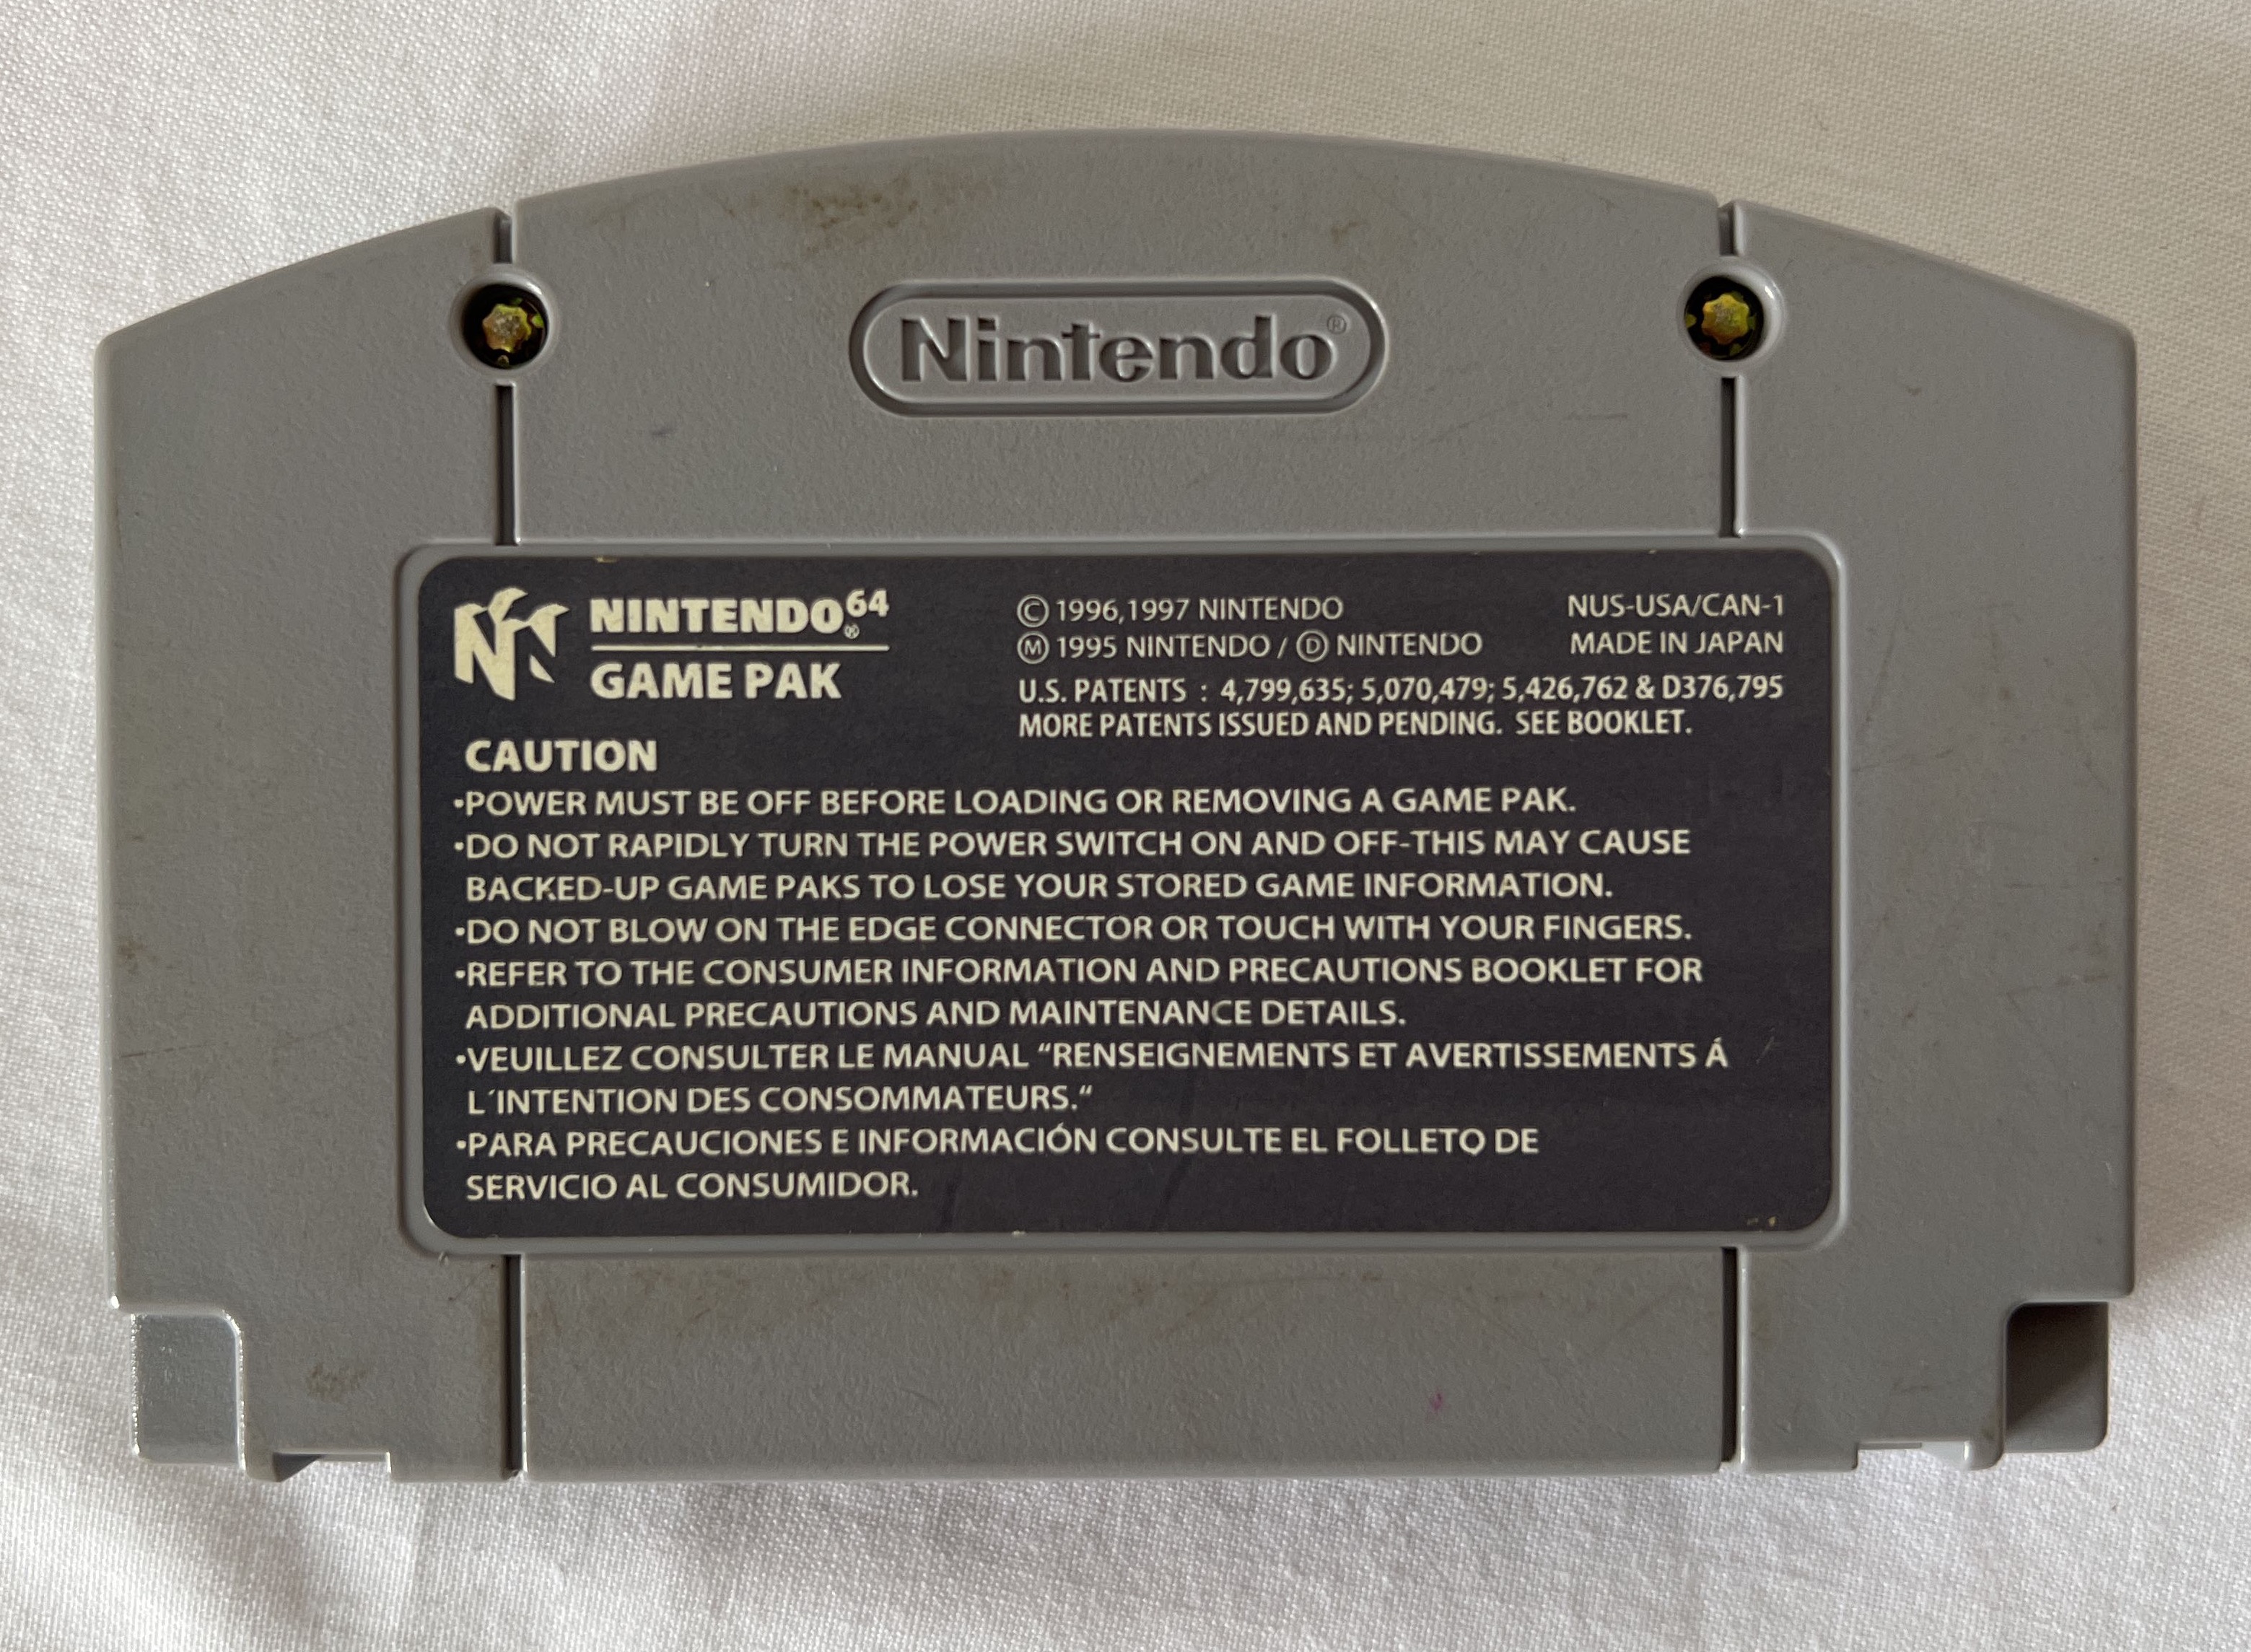 Nintendo®
NINTENDO64®
GAME PAK
© 1996,1997 NINTENDO
Ⓜ 1995 NINTENDO / Ⓓ NINTENDO
NUS-USA/CAN-1
MADE IN JAPAN
U.S. PATENTS : 4,799,635; 5,070,479; 5,426,762 & D376,795
MORE PATENTS ISSUED AND PENDING. SEE BOOKLET.
CAUTION
•POWER MUST BE OFF BEFORE LOADING OR REMOVING A GAME PAK.
•DO NOT RAPIDLY TURN THE POWER SWITCH ON AND OFF-THIS MAY CAUSE
BACKED-UP GAME PAKS TO LOSE YOUR STORED GAME INFORMATION.
•DO NOT BLOW ON THE EDGE CONNECTOR OR TOUCH WITH YOUR FINGERS.
•REFER TO THE CONSUMER INFORMATION AND PRECAUTIONS BOOKLET FOR
ADDITIONAL PRECAUTIONS AND MAINTENANCE DETAILS.
•VEUILLEZ CONSULTER LE MANUAL “RENSEIGNEMENTS ET AVERTISSEMENTS Á
L´INTENTION DES CONSOMMATEURS.“
•PARA PRECAUCIONES E INFORMACIÓN CONSULTE EL FOLLETO DE
SERVICIO AL CONSUMIDOR.